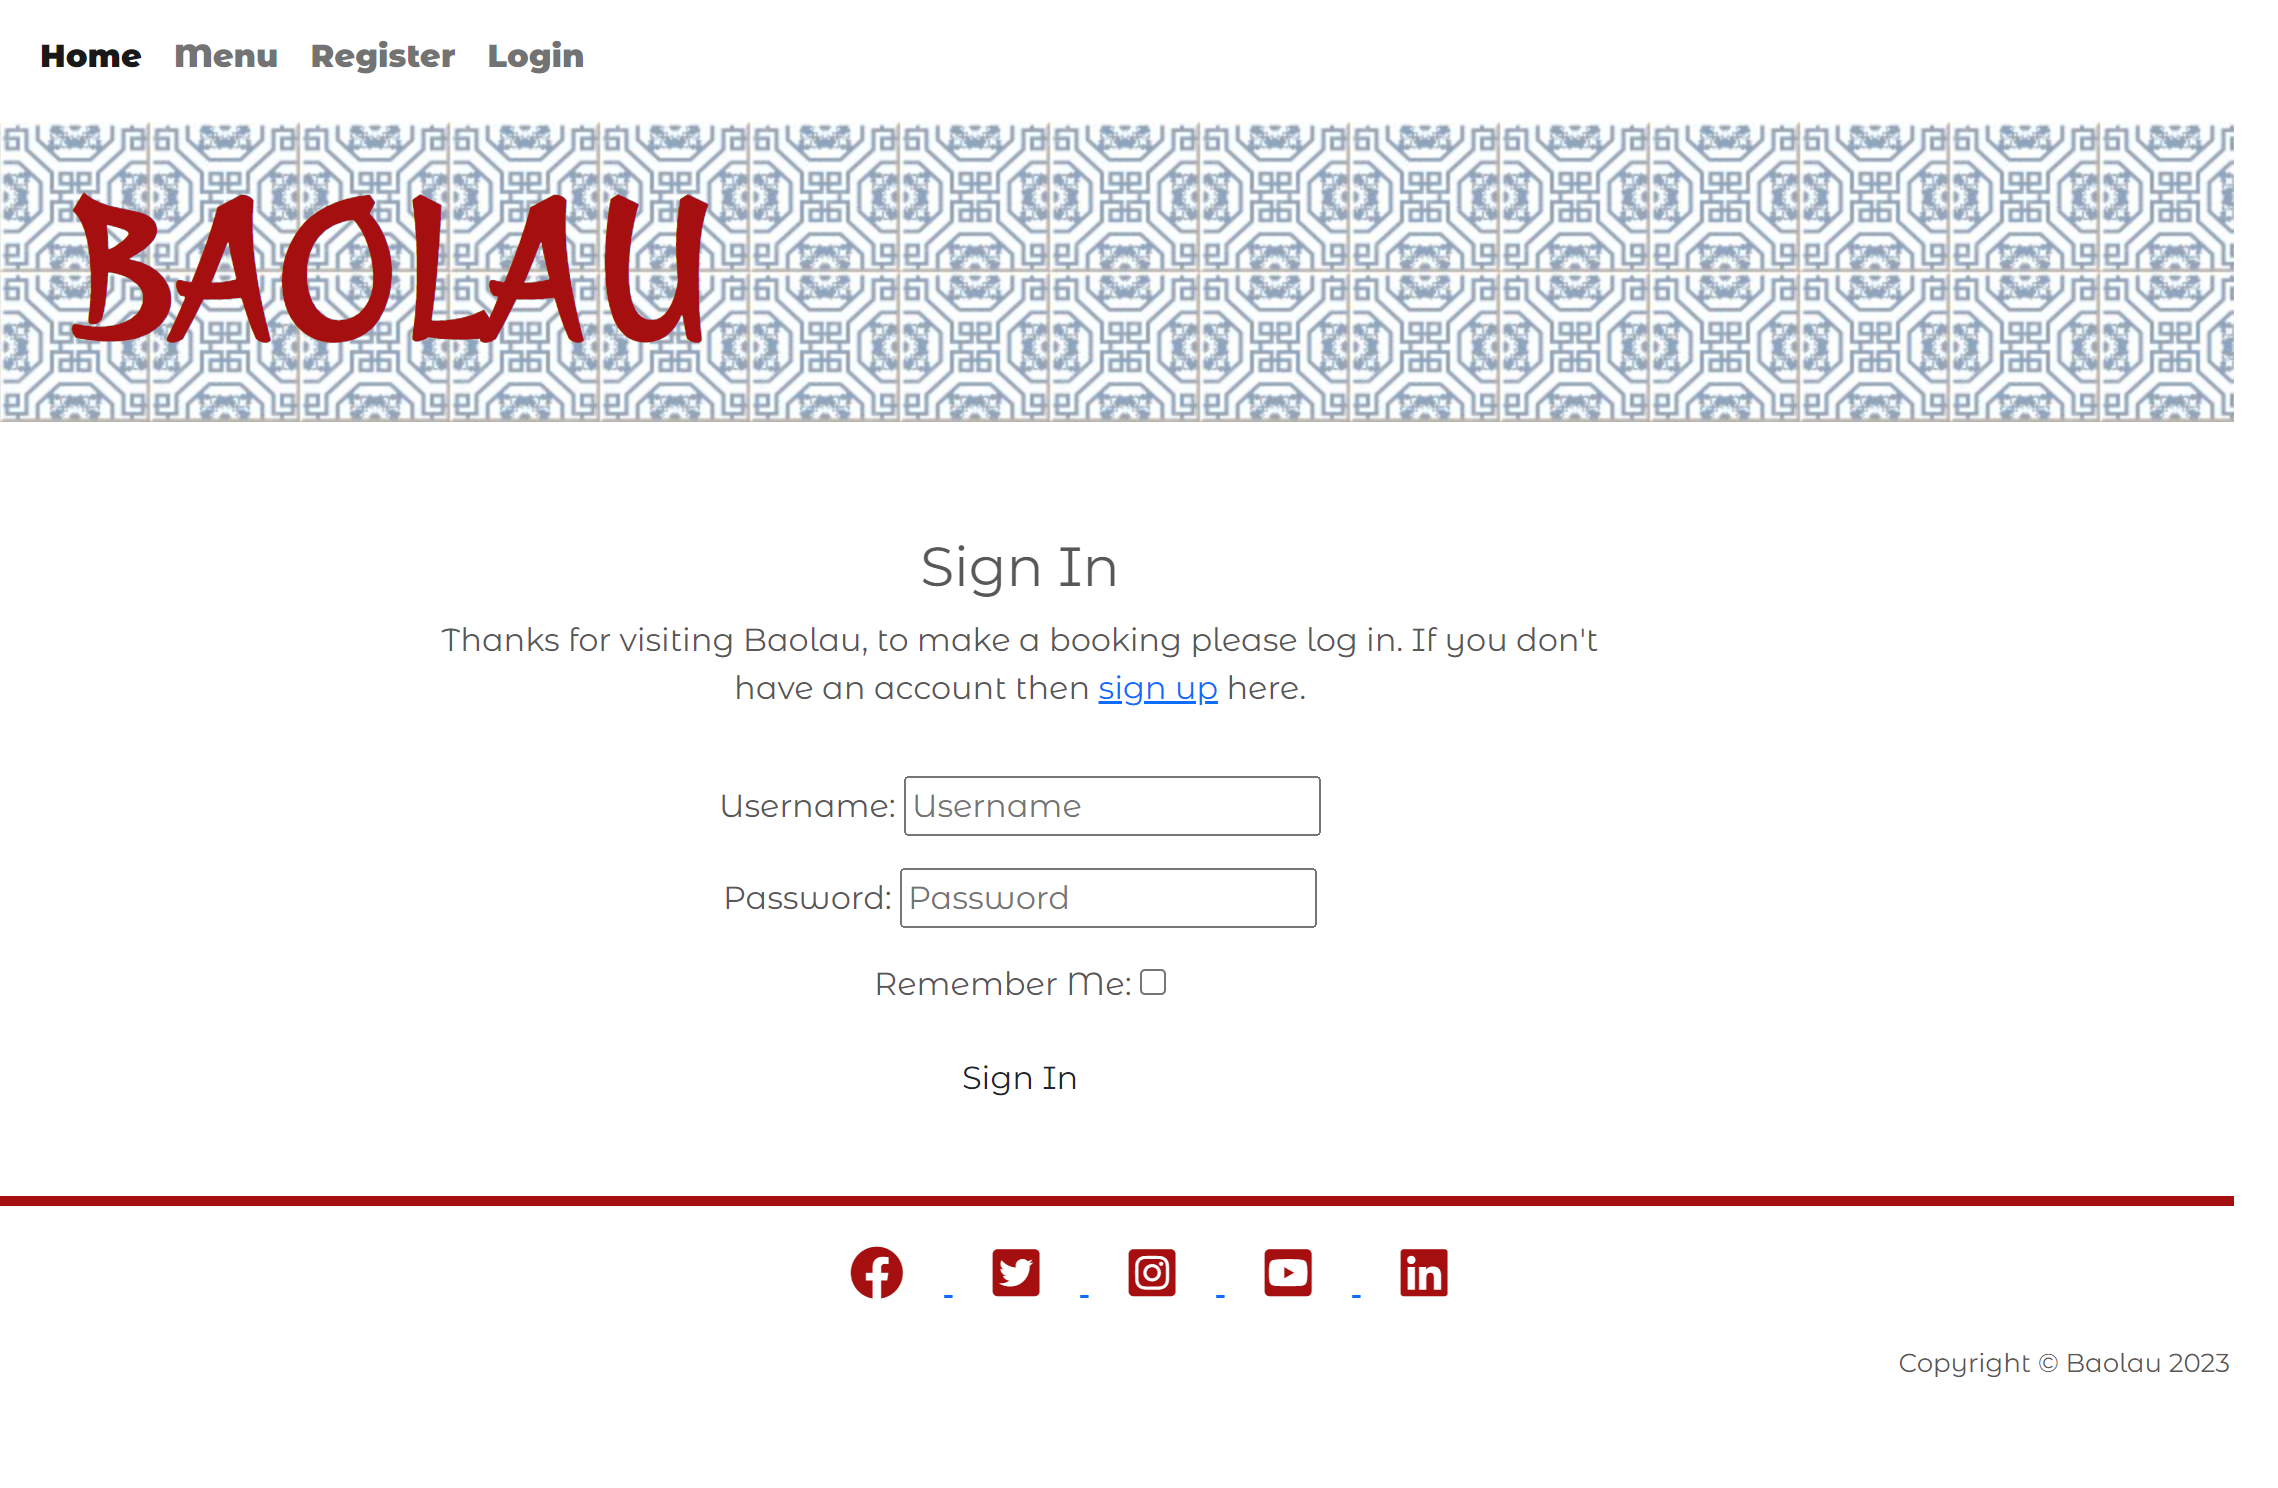 Home Menu Register Login
BAOLAU
Sign In
Thanks for visiting Baolau, to make a booking please log in. If you don't
have an account then sign up here.
Username: Username
Password: Password
Remember Me:
Sign In
Copyright © Baolau 2023